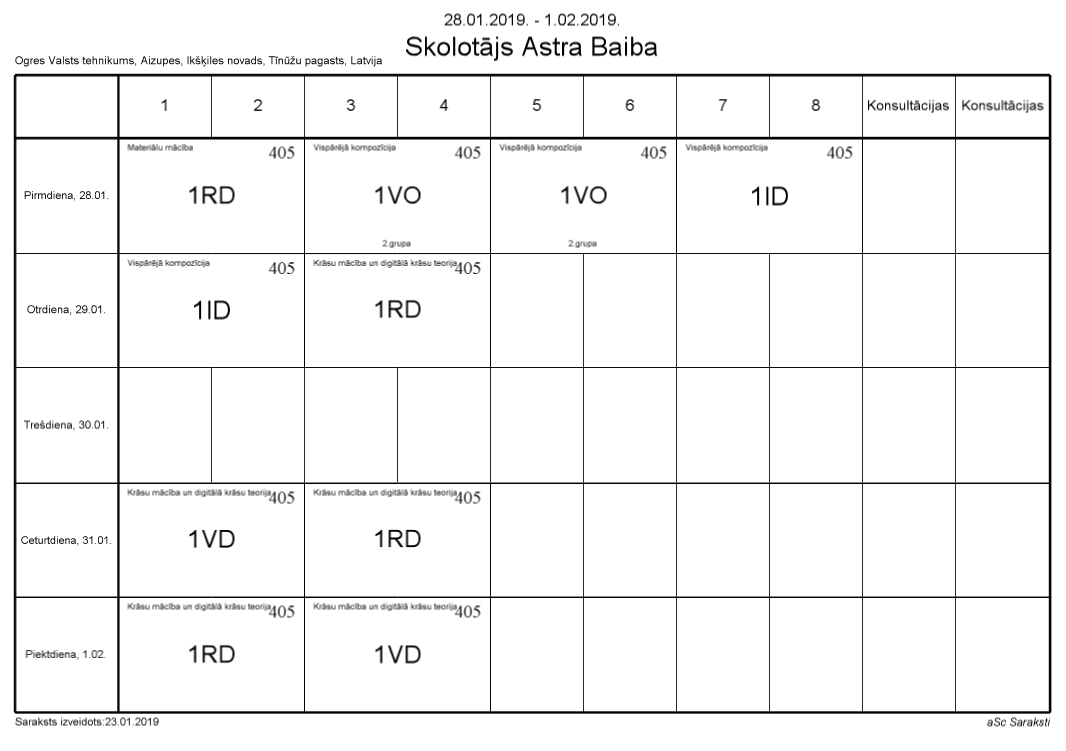 28.01.2019. - 1.02.2019.
Skolotājs Astra Baiba
Ogres Valsts tehnikums, Aizupes, Ikšķiles novads, Tīnūžu pagasts, Latvija
1 2 3 4 5 6 7 8 Konsultācijas Konsultācijas
Materiālu mācība 405 Vispārējā kompozīcija 405 Vispārējā kompozīcija 405 Vispārējā kompozīcija 405
Pirmdiena, 28.01. 1RD 1VO 1VO 1ID
2.grupa 2.grupa
Vispārējā kompozīcija 405 Krāsu mācība un digitālā krāsu teorija 405
Otrdiena, 29.01. 1ID 1RD
Trešdiena, 30.01.
Krāsu mācība un digitālā krāsu teorija 405 Krāsu mācība un digitālā krāsu teorija 405
Ceturtdiena, 31.01. 1VD 1RD
Krāsu mācība un digitālā krāsu teorija 405 Krāsu mācība un digitālā krāsu teorija 405
Piektdiena, 1.02. 1RD 1VD
Saraksts izveidots:23.01.2019 aSc Saraksti